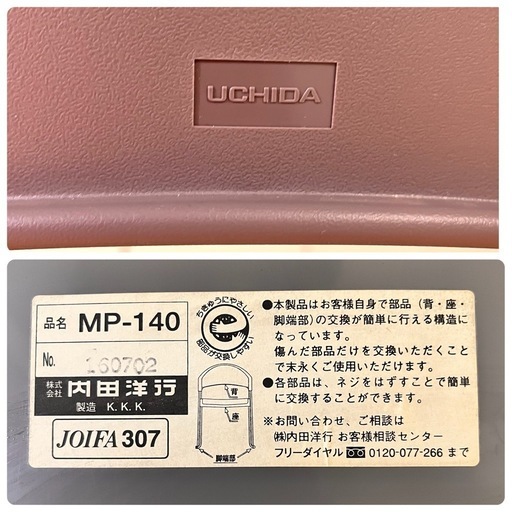 UCHIDA
品名 MP-140
No. 160702
株式会社 内田洋行
製造 K.K.K.
JOIFA 307
ちきゅうにやさしい
部品が交換しやすい
背
座
脚端部
●本製品はお客様自身で部品（背・座・
脚端部）の交換が簡単に行える構造に
なっています。
傷んだ部品だけを交換いただくこと
で末永くご使用いただけます。
●各部品は、ネジをはずすことで簡単
に交換することができます。
※お問い合わせ、ご相談は
㈱内田洋行 お客様相談センター
フリーダイヤル 0120-077-266 まで